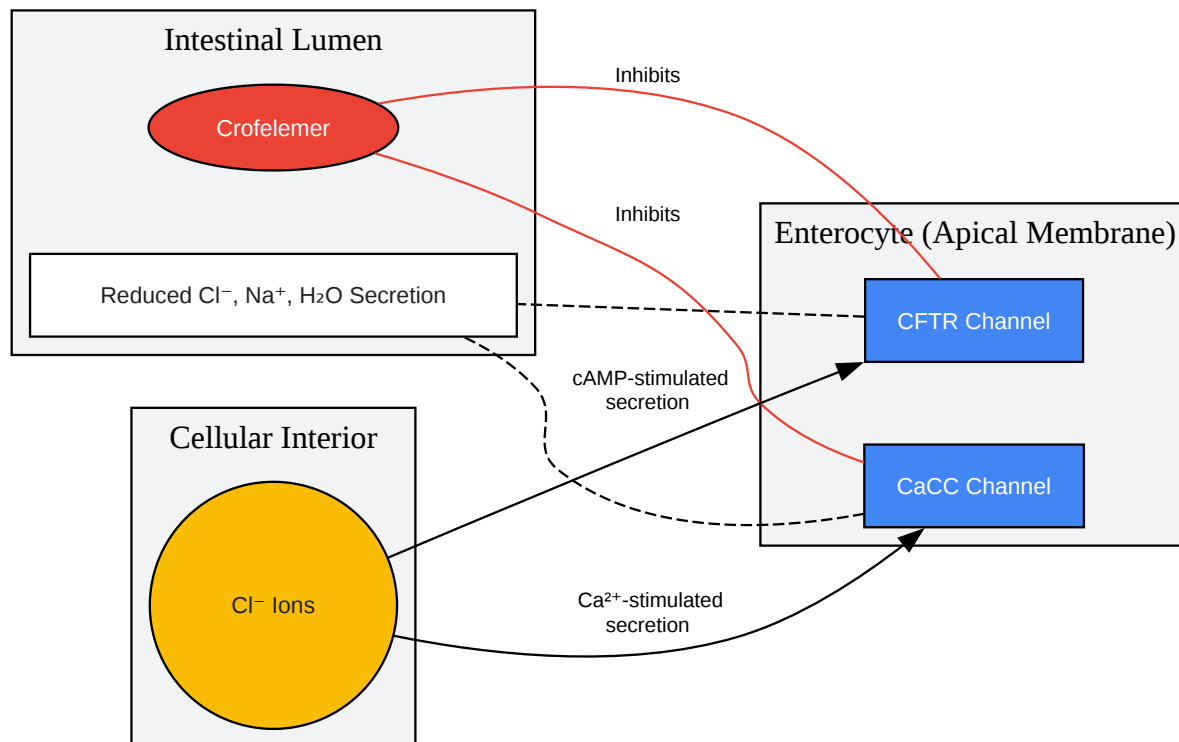 Intestinal Lumen
Inhibits
Crofelemer
Inhibits
Enterocyte (Apical Membrane)
Reduced Cl⁻, Na⁺, H₂O Secretion
CFTR Channel
cAMP-stimulated
secretion
Cellular Interior
CaCC Channel
Cl⁻ Ions
Ca²⁺-stimulated
secretion